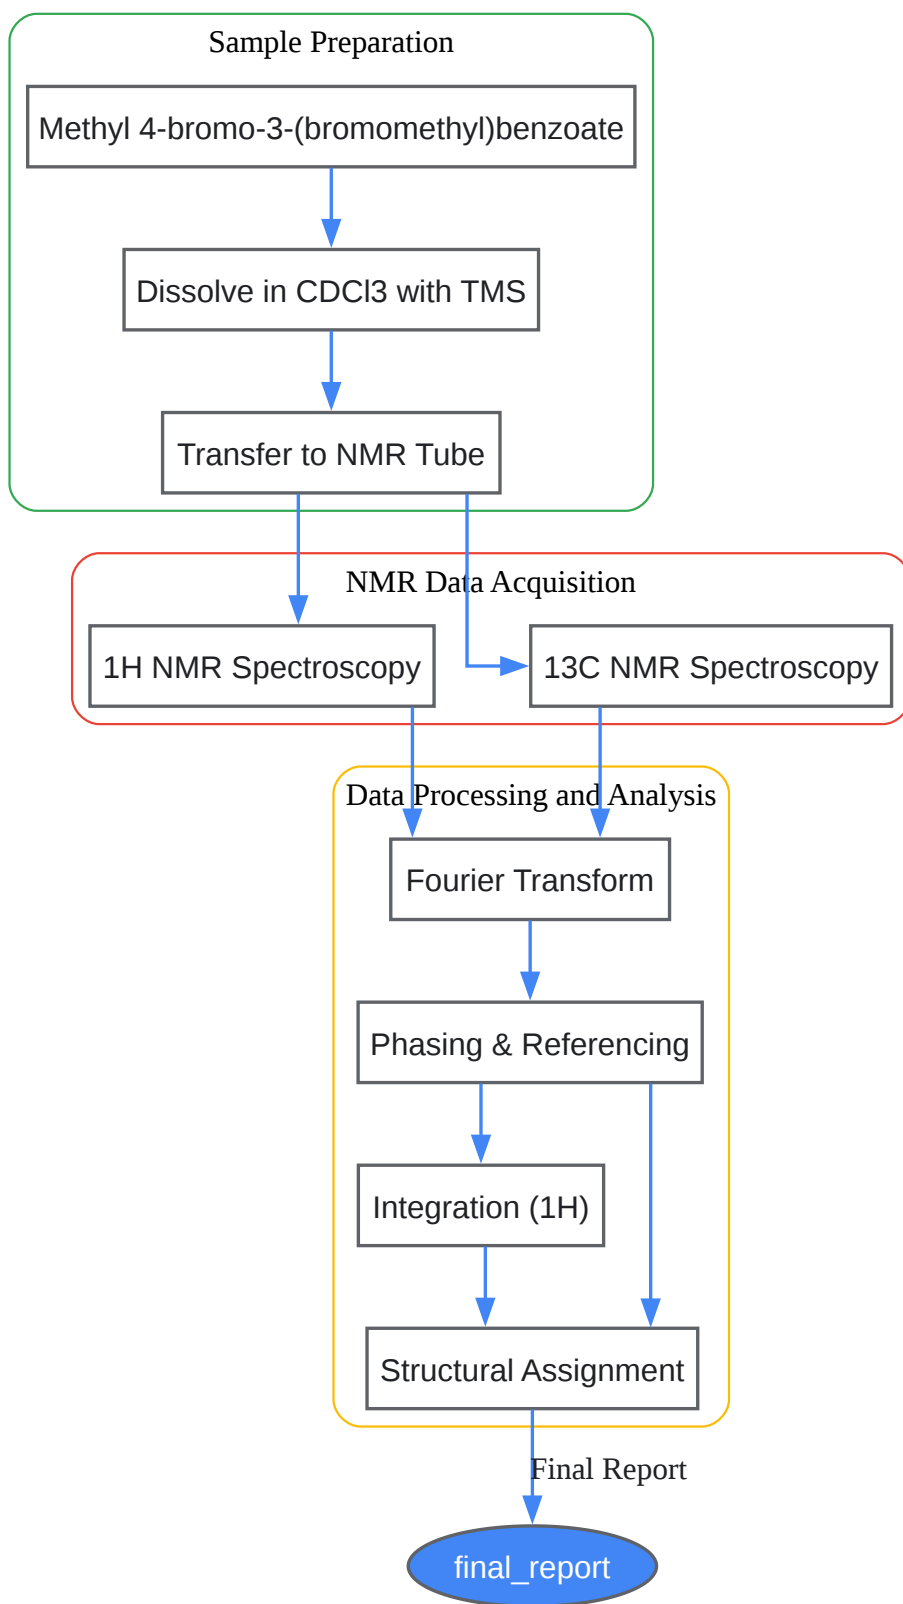 Sample Preparation
Methyl 4-bromo-3-(bromomethyl)benzoate
Dissolve in CDCl3 with TMS
Transfer to NMR Tube
NMR Data Acquisition
1H NMR Spectroscopy
13C NMR Spectroscopy
Data Processing and Analysis
Fourier Transform
Phasing & Referencing
Integration (1H)
Structural Assignment
Final Report
final_report